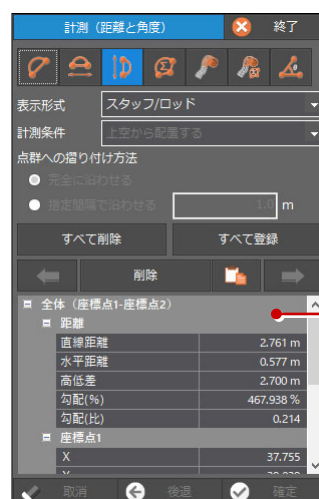 計測（距離と角度）　終了
表示形式　スタッフ/ロッド
計測条件　上空から配置する
点群への摺り付け方法
完全に沿わせる
指定間隔で沿わせる　1.0 m
すべて削除　すべて登録
削除
全体（座標点1-座標点2）
距離
直線距離　2.761 m
水平距離　0.577 m
高低差　2.700 m
勾配(%)　467.938 %
勾配(比)　0.214
座標点1
X　37.755
取消　後退　確定